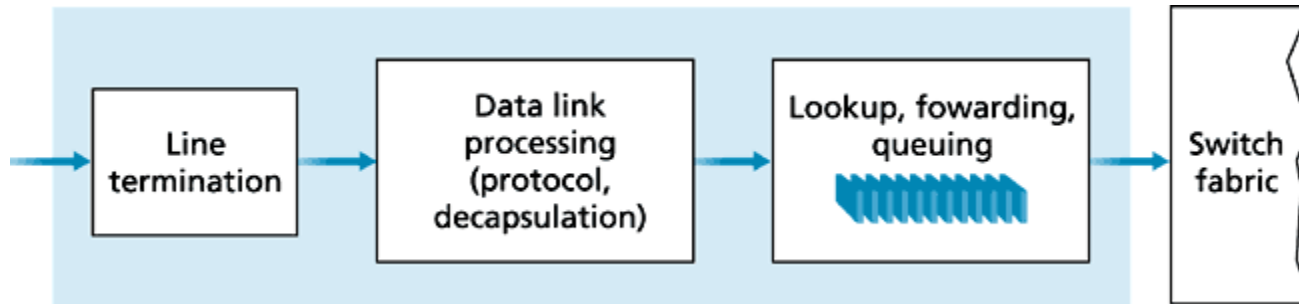 Line
termination
Data link
processing
(protocol,
decapsulation)
Lookup, fowarding,
queuing
Switch
fabric